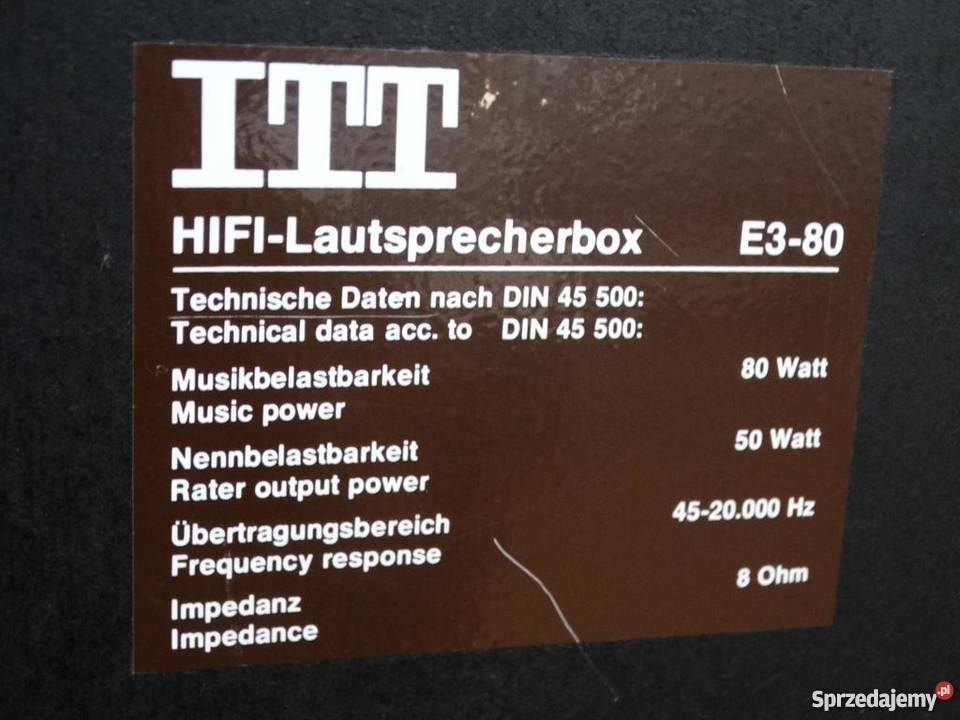 ITT
HIFI-Lautsprecherbox E3-80
Technische Daten nach DIN 45 500:
Technical data acc. to DIN 45 500:
Musikbelastbarkeit 80 Watt
Music power
Nennbelastbarkeit 50 Watt
Rater output power
Übertragungsbereich 45-20.000 Hz
Frequency response
Impedanz 8 Ohm
Impedance
Sprzedajemy.pl